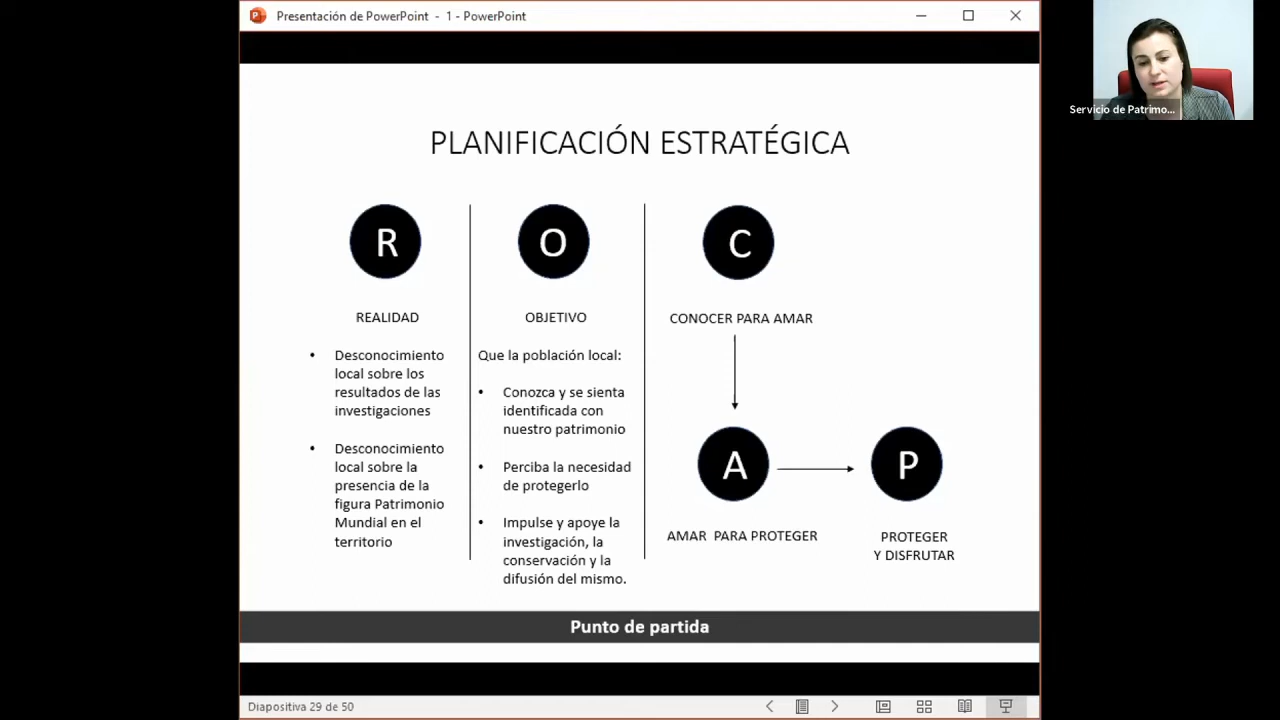 Presentación de PowerPoint - 1 - PowerPoint
Servicio de Patrimo...
PLANIFICACIÓN ESTRATÉGICA
R
REALIDAD
• Desconocimiento
local sobre los
resultados de las
investigaciones
• Desconocimiento
local sobre la
presencia de la
figura Patrimonio
Mundial en el
territorio
O
OBJETIVO
Que la población local:
• Conozca y se sienta
identificada con
nuestro patrimonio
• Perciba la necesidad
de protegerlo
• Impulse y apoye la
investigación, la
conservación y la
difusión del mismo.
C
CONOCER PARA AMAR
A
AMAR PARA PROTEGER
P
PROTEGER
Y DISFRUTAR
Punto de partida
Diapositiva 29 de 50